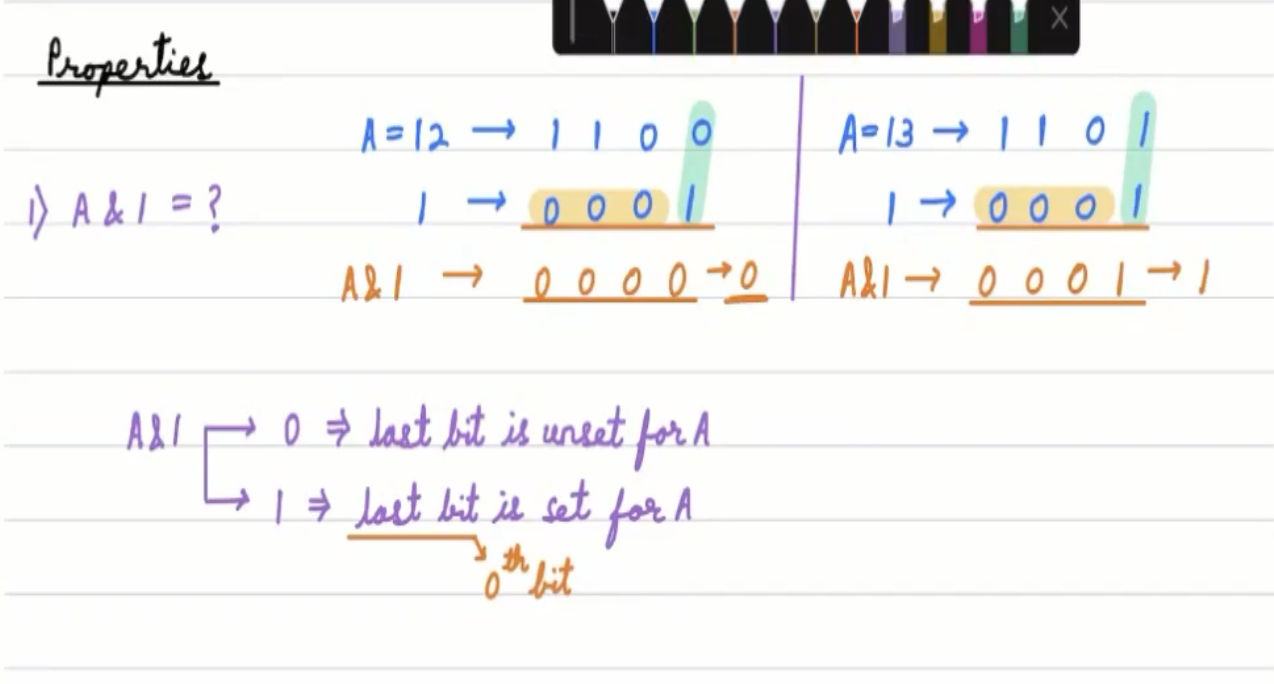 Properties
A = 12 → 1 1 0 0
A = 13 → 1 1 0 1
1) A & 1 = ?
1 → 0 0 0 1
1 → 0 0 0 1
A & 1 → 0 0 0 0 → 0
A & 1 → 0 0 0 1 → 1
A & 1 → 0 ⇒ last bit is unset for A
→ 1 ⇒ last bit is set for A
0th bit